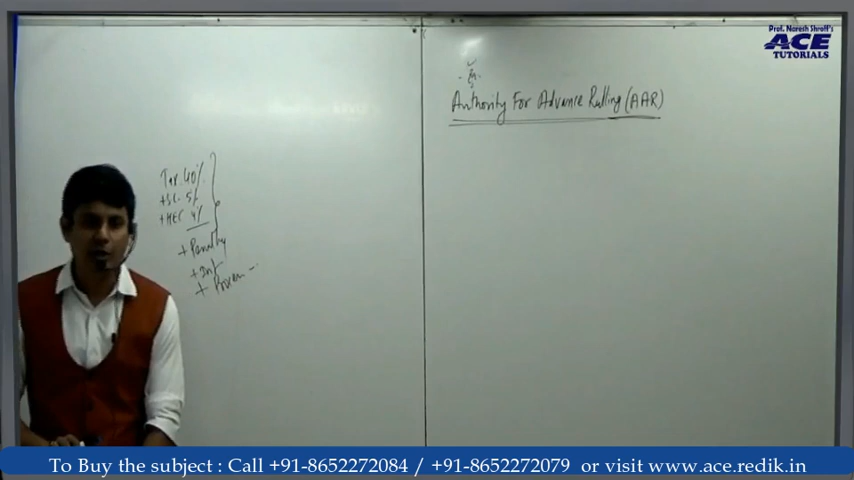 Prof. Naresh Shroff's
ACE
TUTORIALS
Authority For Advance Rulling (AAR)
Tax 40%
+SC 5%
+HEC 4%
+ Penalty
+ Int
+
To Buy the subject : Call +91-8652272084 / +91-8652272079 or visit www.ace.redik.in